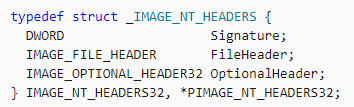 typedef struct _IMAGE_NT_HEADERS {
  DWORD                   Signature;
  IMAGE_FILE_HEADER       FileHeader;
  IMAGE_OPTIONAL_HEADER32 OptionalHeader;
} IMAGE_NT_HEADERS32, *PIMAGE_NT_HEADERS32;